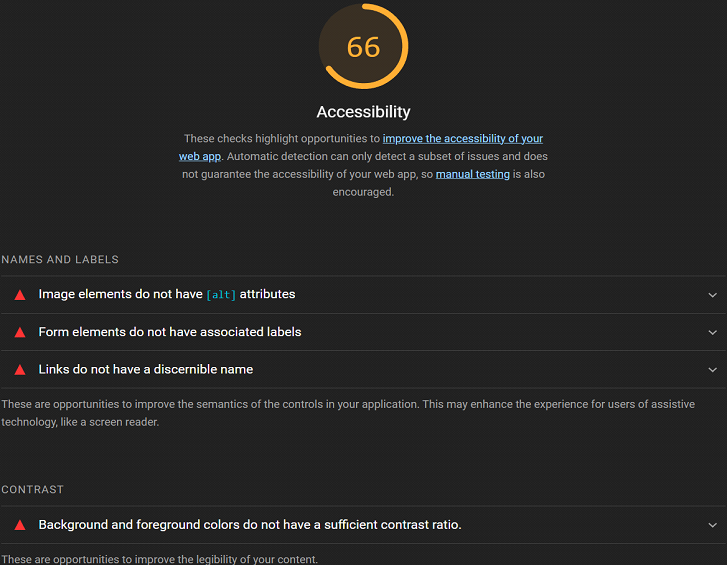 66
Accessibility
These checks highlight opportunities to improve the accessibility of your
web app. Automatic detection can only detect a subset of issues and does
not guarantee the accessibility of your web app, so manual testing is also
encouraged.
NAMES AND LABELS
Image elements do not have [alt] attributes
Form elements do not have associated labels
Links do not have a discernible name
These are opportunities to improve the semantics of the controls in your application. This may enhance the experience for users of assistive
technology, like a screen reader.
CONTRAST
Background and foreground colors do not have a sufficient contrast ratio.
These are opportunities to improve the legibility of your content.